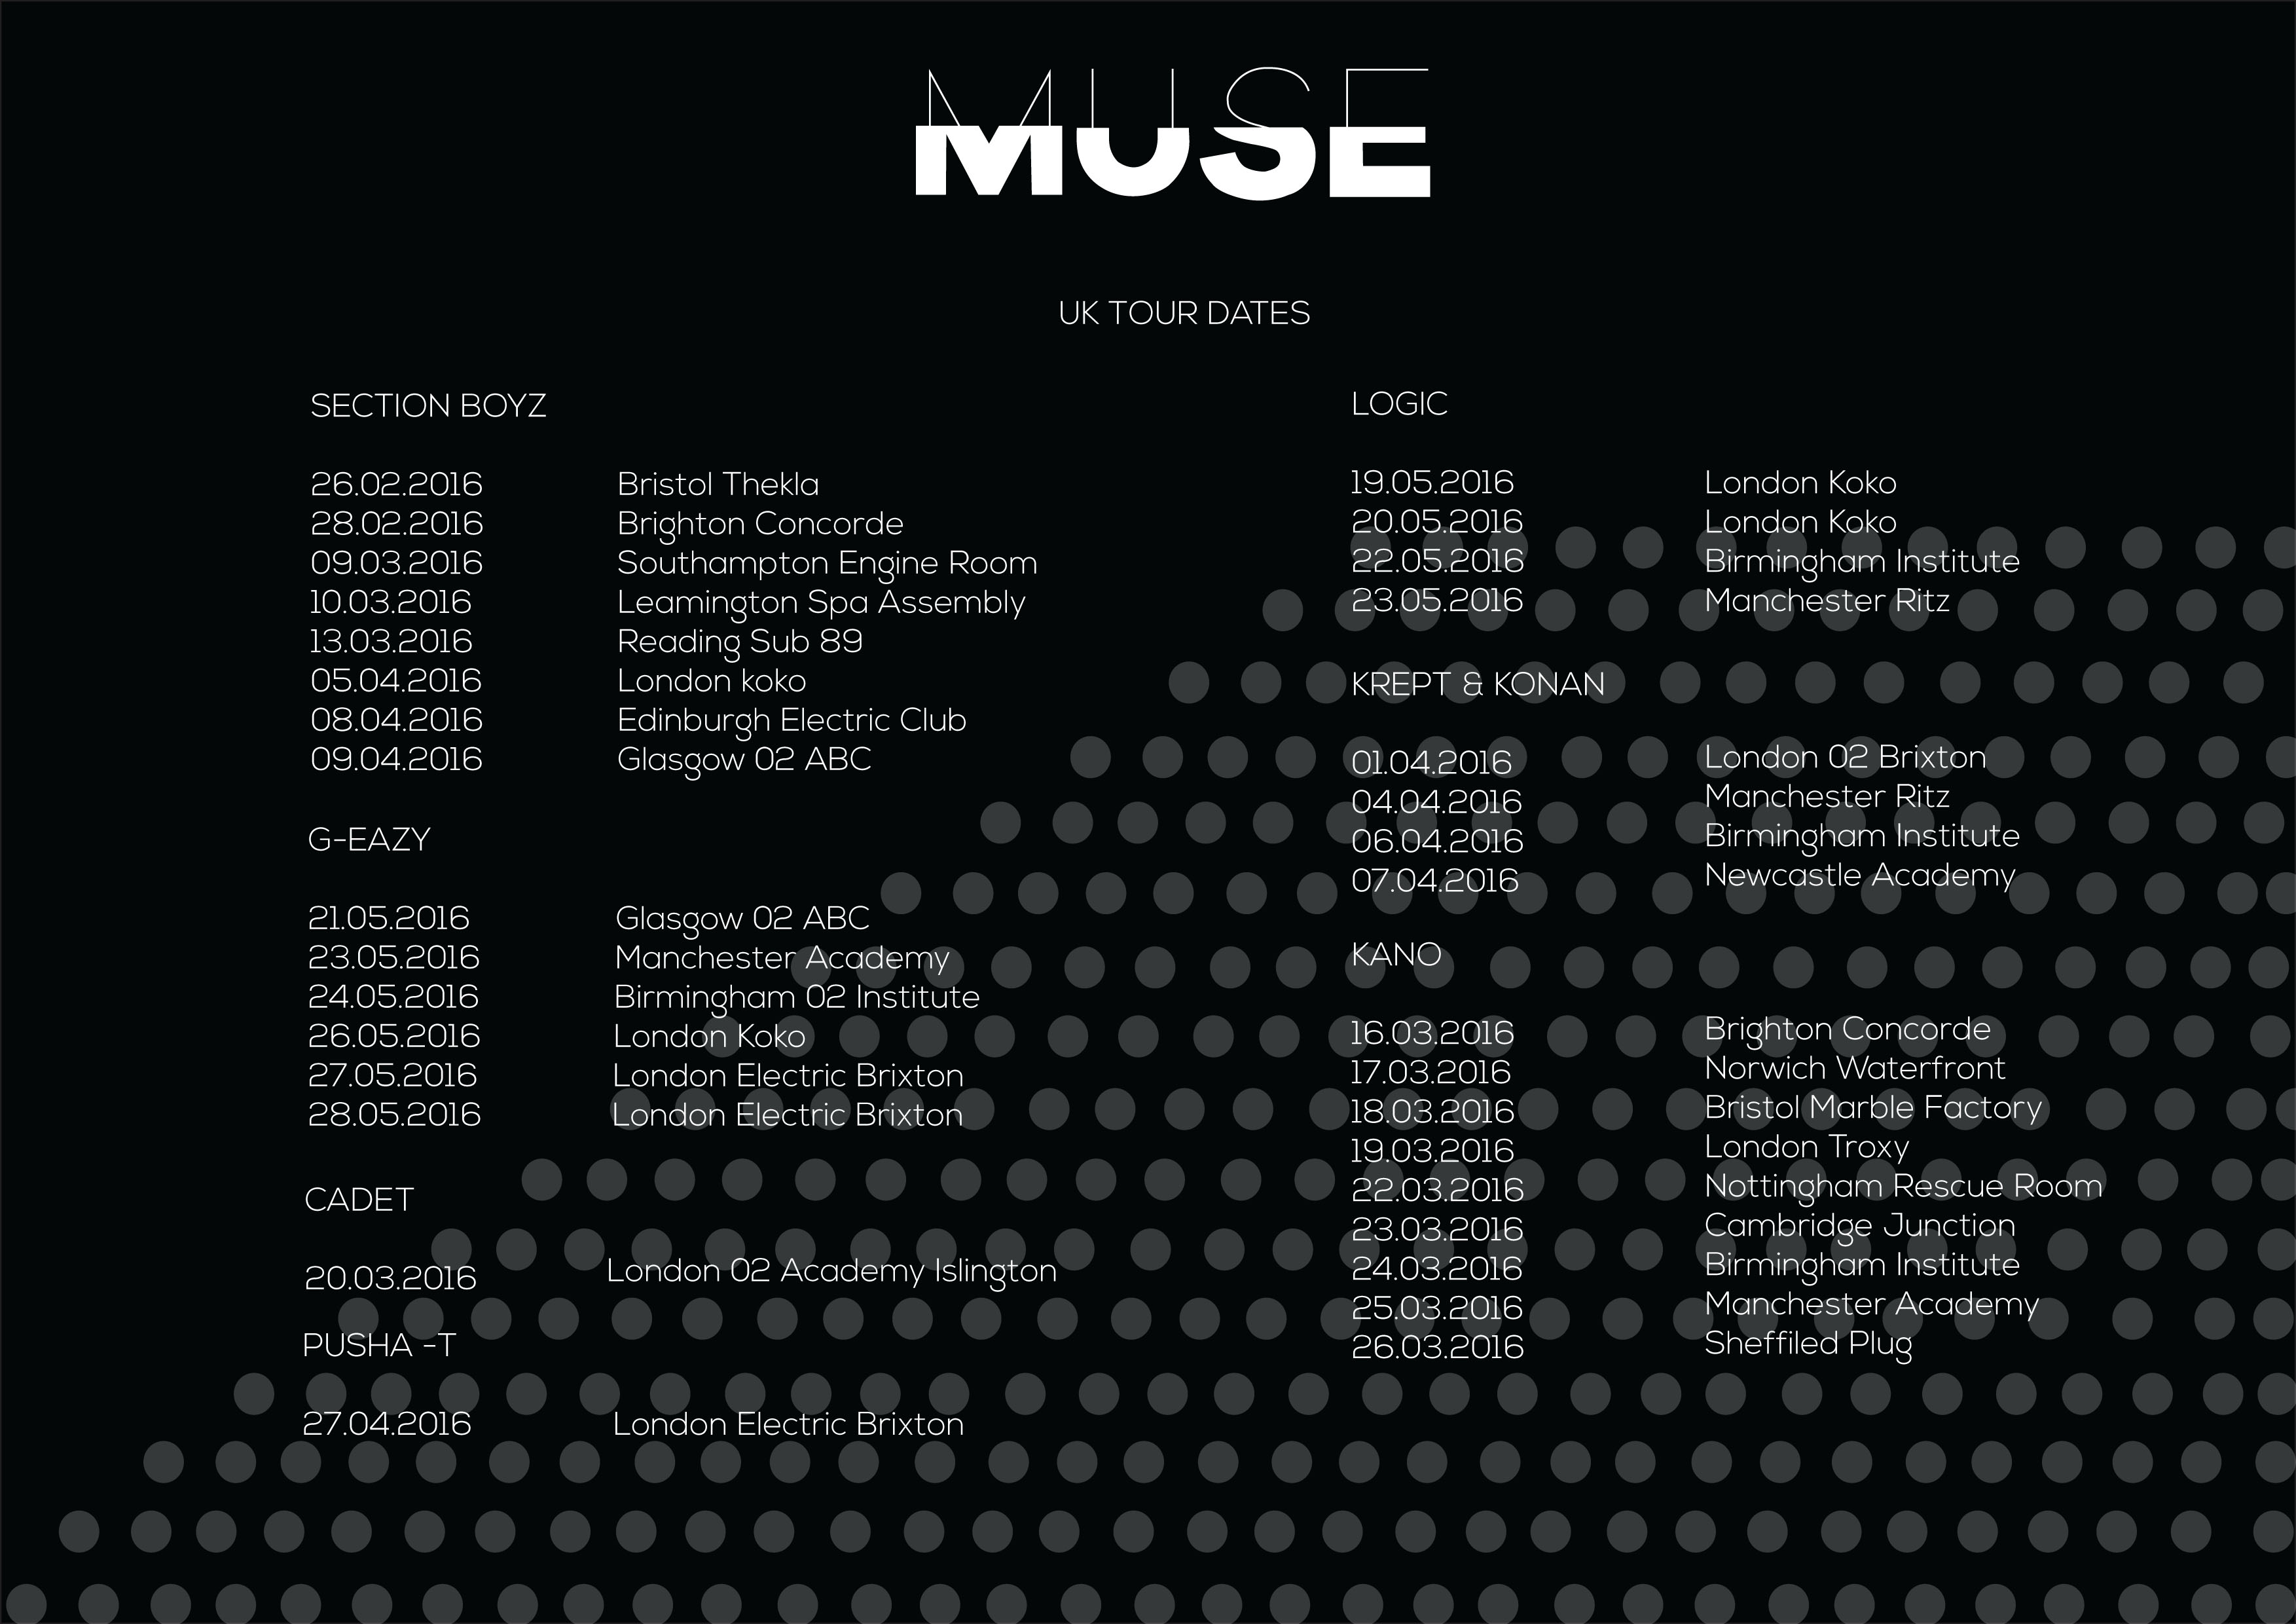 MUSE
UK TOUR DATES
SECTION BOYZ
26.02.2016 Bristol Thekla
28.02.2016 Brighton Concorde
09.03.2016 Southampton Engine Room
10.03.2016 Leamington Spa Assembly
13.03.2016 Reading Sub 89
05.04.2016 London koko
08.04.2016 Edinburgh Electric Club
09.04.2016 Glasgow 02 ABC
G-EAZY
21.05.2016 Glasgow 02 ABC
23.05.2016 Manchester Academy
24.05.2016 Birmingham 02 Institute
26.05.2016 London Koko
27.05.2016 London Electric Brixton
28.05.2016 London Electric Brixton
CADET
20.03.2016 London 02 Academy Islington
PUSHA -T
27.04.2016 London Electric Brixton
LOGIC
19.05.2016 London Koko
20.05.2016 London Koko
22.05.2016 Birmingham Institute
23.05.2016 Manchester Ritz
KREPT & KONAN
01.04.2016 London 02 Brixton
04.04.2016 Manchester Ritz
06.04.2016 Birmingham Institute
07.04.2016 Newcastle Academy
KANO
16.03.2016 Brighton Concorde
17.03.2016 Norwich Waterfront
18.03.2016 Bristol Marble Factory
19.03.2016 London Troxy
22.03.2016 Nottingham Rescue Room
23.03.2016 Cambridge Junction
24.03.2016 Birmingham Institute
25.03.2016 Manchester Academy
26.03.2016 Sheffiled Plug